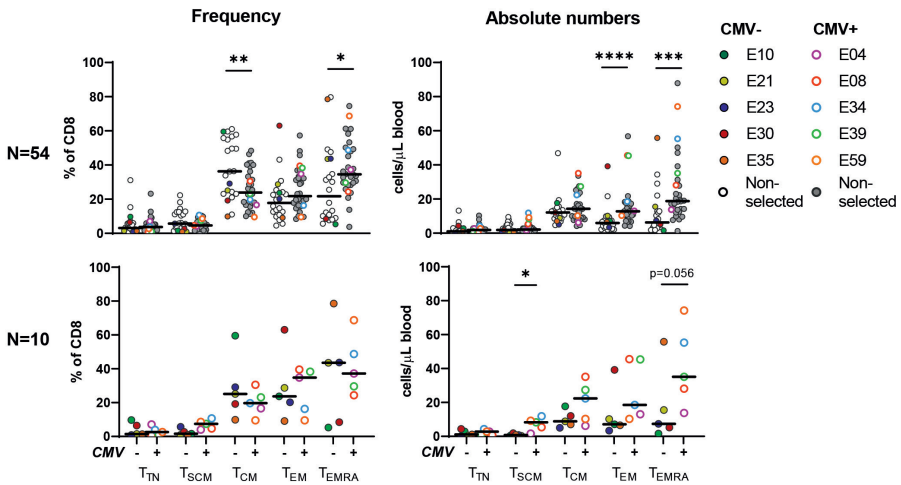 Frequency
Absolute numbers
CMV- CMV+
E10 E04
E21 E08
E23 E34
E30 E39
E35 E59
Non-selected Non-selected
N=54
% of CD8
100
80
60
40
20
0
** *
cells/μL blood
100
80
60
40
20
0
**** ***
N=10
% of CD8
100
80
60
40
20
0
CMV - + - + - + - + - +
TTN TSCM TCM TEM TEMRA
cells/μL blood
100
80
60
40
20
0
* p=0.056
CMV - + - + - + - + - +
TTN TSCM TCM TEM TEMRA